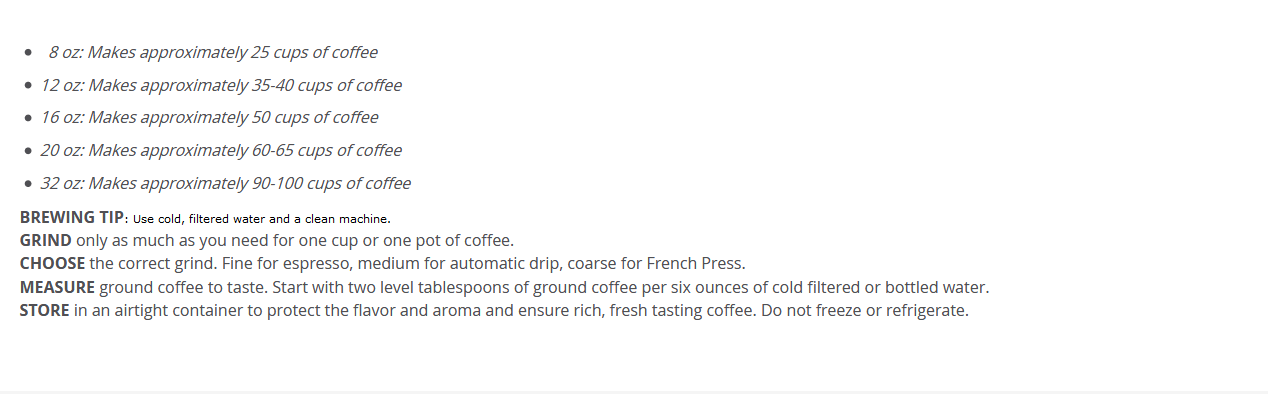 • 8 oz: Makes approximately 25 cups of coffee
• 12 oz: Makes approximately 35-40 cups of coffee
• 16 oz: Makes approximately 50 cups of coffee
• 20 oz: Makes approximately 60-65 cups of coffee
• 32 oz: Makes approximately 90-100 cups of coffee
BREWING TIP: Use cold, filtered water and a clean machine.
GRIND only as much as you need for one cup or one pot of coffee.
CHOOSE the correct grind. Fine for espresso, medium for automatic drip, coarse for French Press.
MEASURE ground coffee to taste. Start with two level tablespoons of ground coffee per six ounces of cold filtered or bottled water.
STORE in an airtight container to protect the flavor and aroma and ensure rich, fresh tasting coffee. Do not freeze or refrigerate.